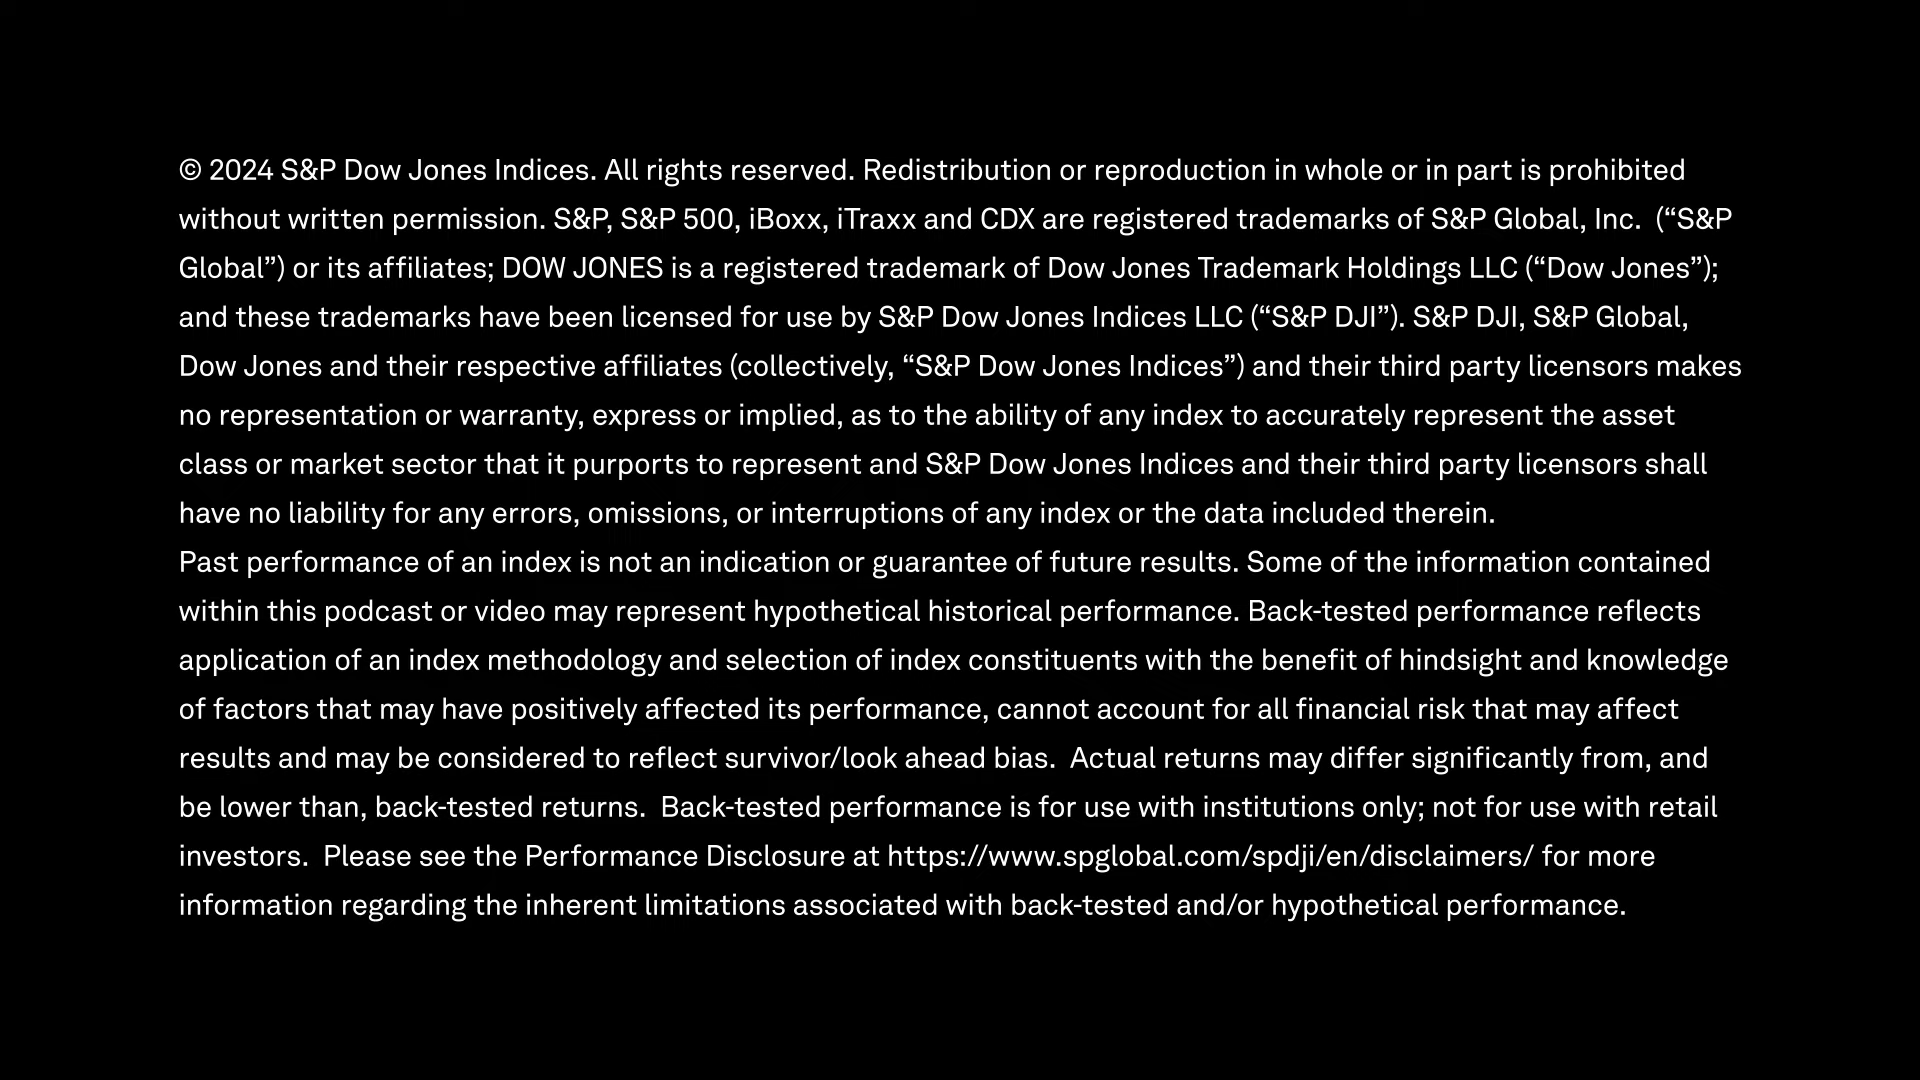 © 2024 S&P Dow Jones Indices. All rights reserved. Redistribution or reproduction in whole or in part is prohibited
without written permission. S&P, S&P 500, iBoxx, iTraxx and CDX are registered trademarks of S&P Global, Inc.  (“S&P
Global”) or its affiliates; DOW JONES is a registered trademark of Dow Jones Trademark Holdings LLC (“Dow Jones”);
and these trademarks have been licensed for use by S&P Dow Jones Indices LLC (“S&P DJI”). S&P DJI, S&P Global,
Dow Jones and their respective affiliates (collectively, “S&P Dow Jones Indices”) and their third party licensors makes
no representation or warranty, express or implied, as to the ability of any index to accurately represent the asset
class or market sector that it purports to represent and S&P Dow Jones Indices and their third party licensors shall
have no liability for any errors, omissions, or interruptions of any index or the data included therein.
Past performance of an index is not an indication or guarantee of future results. Some of the information contained
within this podcast or video may represent hypothetical historical performance. Back-tested performance reflects
application of an index methodology and selection of index constituents with the benefit of hindsight and knowledge
of factors that may have positively affected its performance, cannot account for all financial risk that may affect
results and may be considered to reflect survivor/look ahead bias.  Actual returns may differ significantly from, and
be lower than, back-tested returns.  Back-tested performance is for use with institutions only; not for use with retail
investors.  Please see the Performance Disclosure at https://www.spglobal.com/spdji/en/disclaimers/ for more
information regarding the inherent limitations associated with back-tested and/or hypothetical performance.